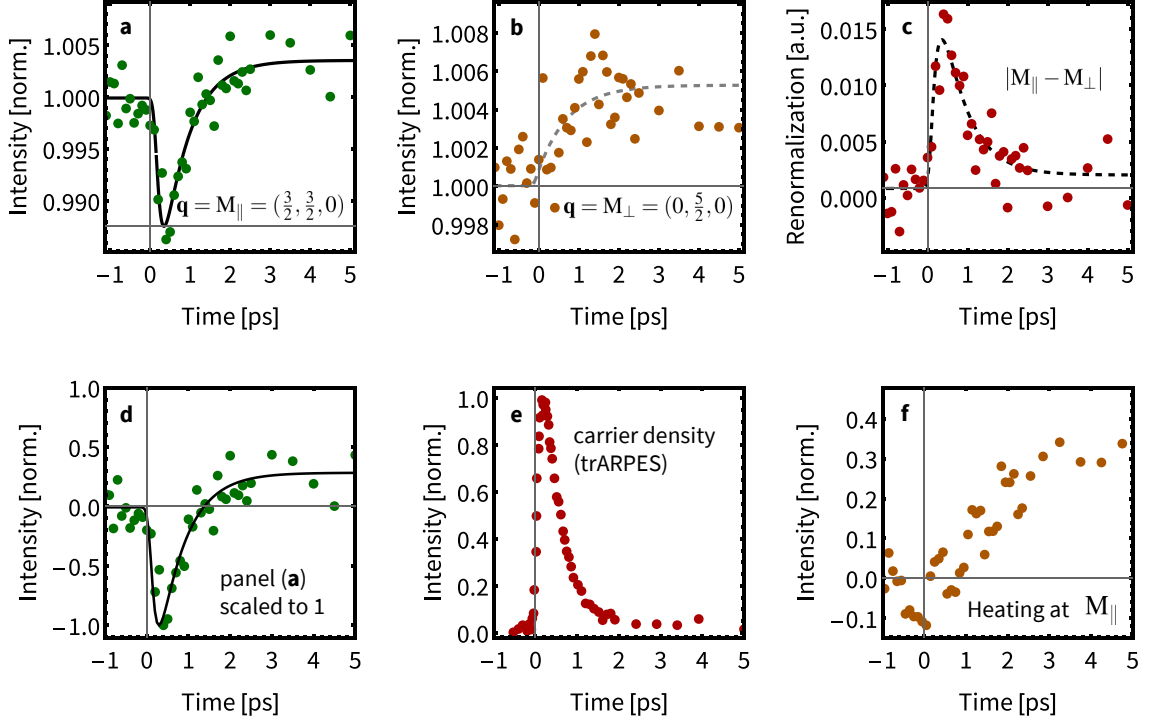 a
Intensity [norm.]
1.005
1.000
0.995
0.990
q = M∥ = (3/2, 3/2, 0)
−1 0 1 2 3 4 5
Time [ps]
b
Intensity [norm.]
1.008
1.006
1.004
1.002
1.000
0.998
q = M⊥ = (0, 5/2, 0)
−1 0 1 2 3 4 5
Time [ps]
c
Renormalization [a.u.]
0.015
0.010
0.005
0.000
|M∥ − M⊥|
−1 0 1 2 3 4 5
Time [ps]
d
Intensity [norm.]
1.0
0.5
0.0
−0.5
−1.0
panel (a)
scaled to 1
−1 0 1 2 3 4 5
Time [ps]
e
Intensity [norm.]
1.0
0.8
0.6
0.4
0.2
0.0
carrier density
(trARPES)
−1 0 1 2 3 4 5
Time [ps]
f
Intensity [norm.]
0.4
0.3
0.2
0.1
0.0
−0.1
Heating at M∥
−1 0 1 2 3 4 5
Time [ps]